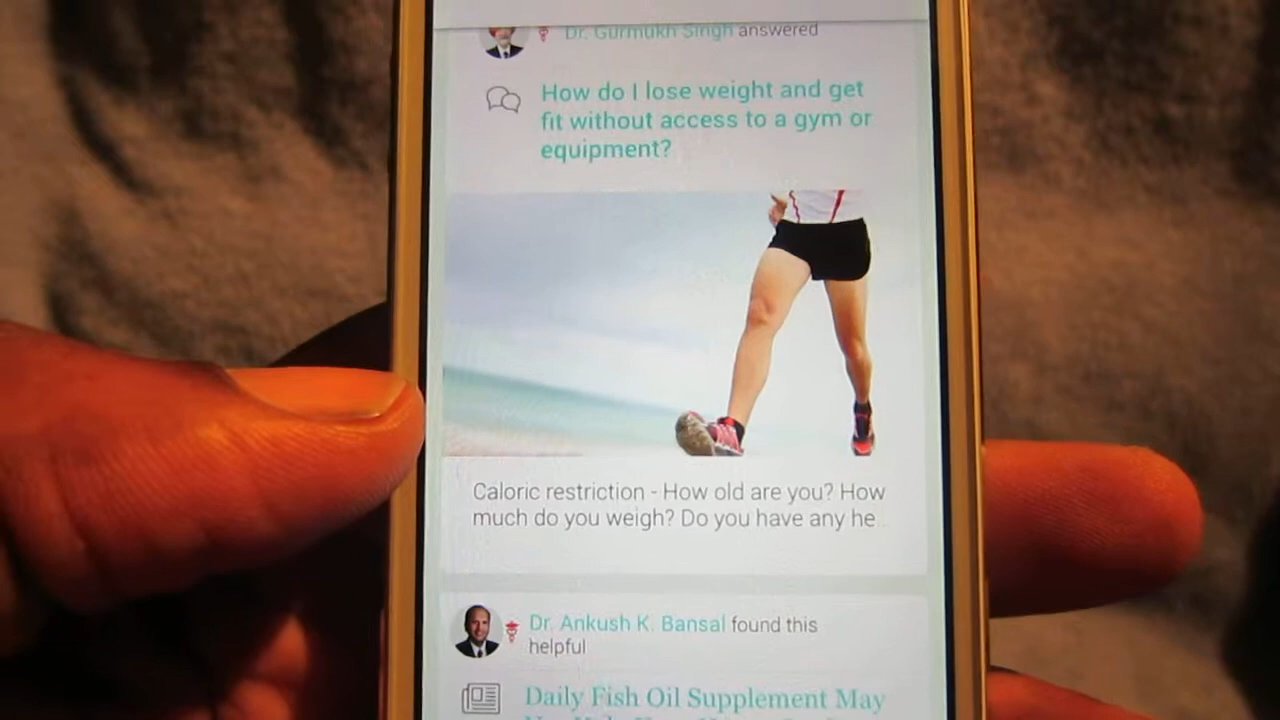 Dr. Gurmukh Singh answered
How do I lose weight and get
fit without access to a gym or
equipment?
Caloric restriction - How old are you? How
much do you weigh? Do you have any he..
Dr. Ankush K. Bansal found this
helpful
Daily Fish Oil Supplement May